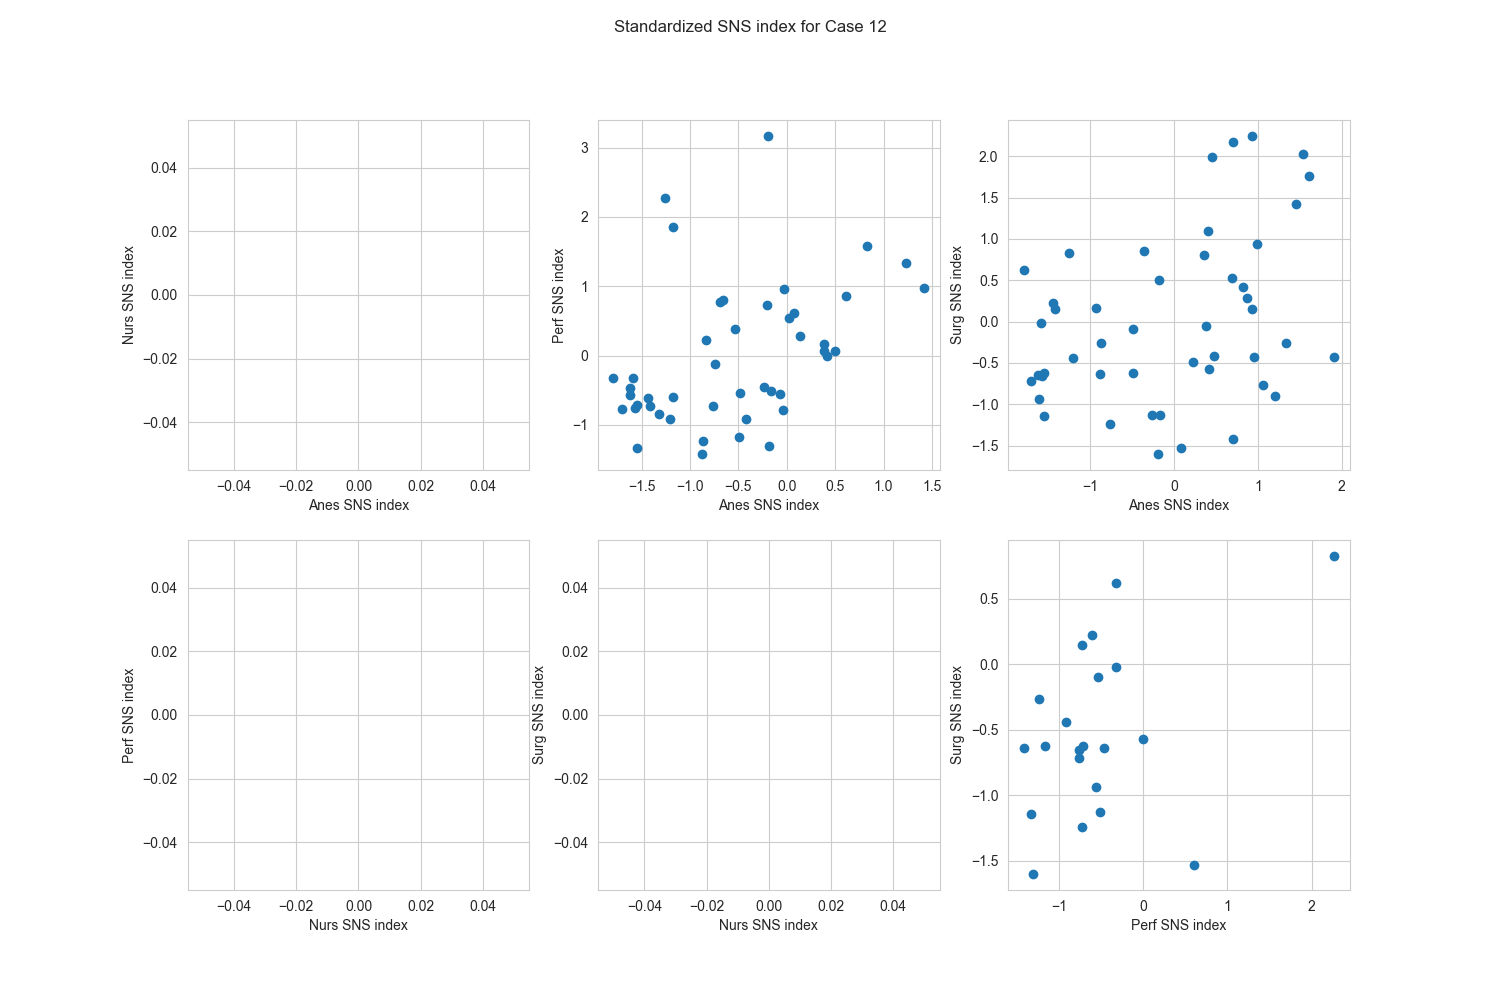 Standardized SNS index for Case 12
0.04
0.02
0.00
−0.02
−0.04
Nurs SNS index
−0.04 −0.02 0.00 0.02 0.04
Anes SNS index
3
2
1
0
−1
Perf SNS index
−1.5 −1.0 −0.5 0.0 0.5 1.0 1.5
Anes SNS index
2.0
1.5
1.0
0.5
0.0
−0.5
−1.0
−1.5
Surg SNS index
−1 0 1 2
Anes SNS index
0.04
0.02
0.00
−0.02
−0.04
Perf SNS index
−0.04 −0.02 0.00 0.02 0.04
Nurs SNS index
0.04
0.02
0.00
−0.02
−0.04
Surg SNS index
−0.04 −0.02 0.00 0.02 0.04
Nurs SNS index
0.5
0.0
−0.5
−1.0
−1.5
Surg SNS index
−1 0 1 2
Perf SNS index